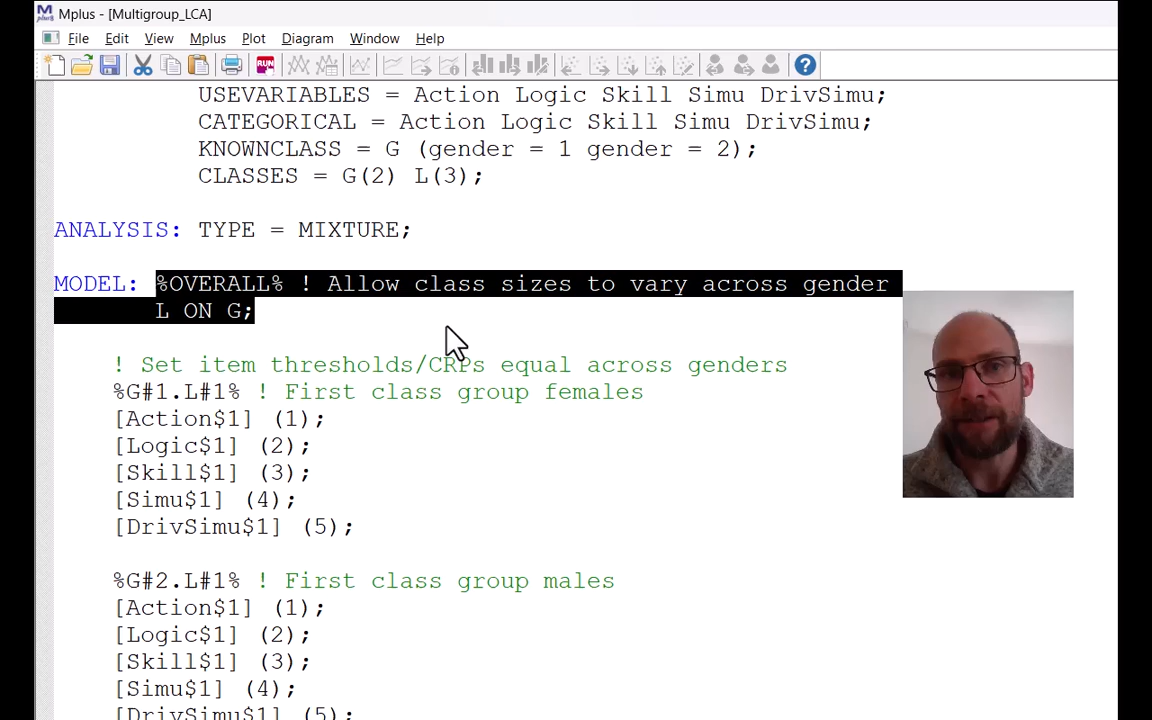 Mplus - [Multigroup_LCA]
File Edit View Mplus Plot Diagram Window Help
RUN
USEVARIABLES = Action Logic Skill Simu DrivSimu;
CATEGORICAL = Action Logic Skill Simu DrivSimu;
KNOWNCLASS = G (gender = 1 gender = 2);
CLASSES = G(2) L(3);
ANALYSIS: TYPE = MIXTURE;
MODEL: %OVERALL% ! Allow class sizes to vary across gender
L ON G;
! Set item thresholds/CRPs equal across genders
%G#1.L#1% ! First class group females
[Action$1] (1);
[Logic$1] (2);
[Skill$1] (3);
[Simu$1] (4);
[DrivSimu$1] (5);
%G#2.L#1% ! First class group males
[Action$1] (1);
[Logic$1] (2);
[Skill$1] (3);
[Simu$1] (4);
[DrivSimu$1] (5);